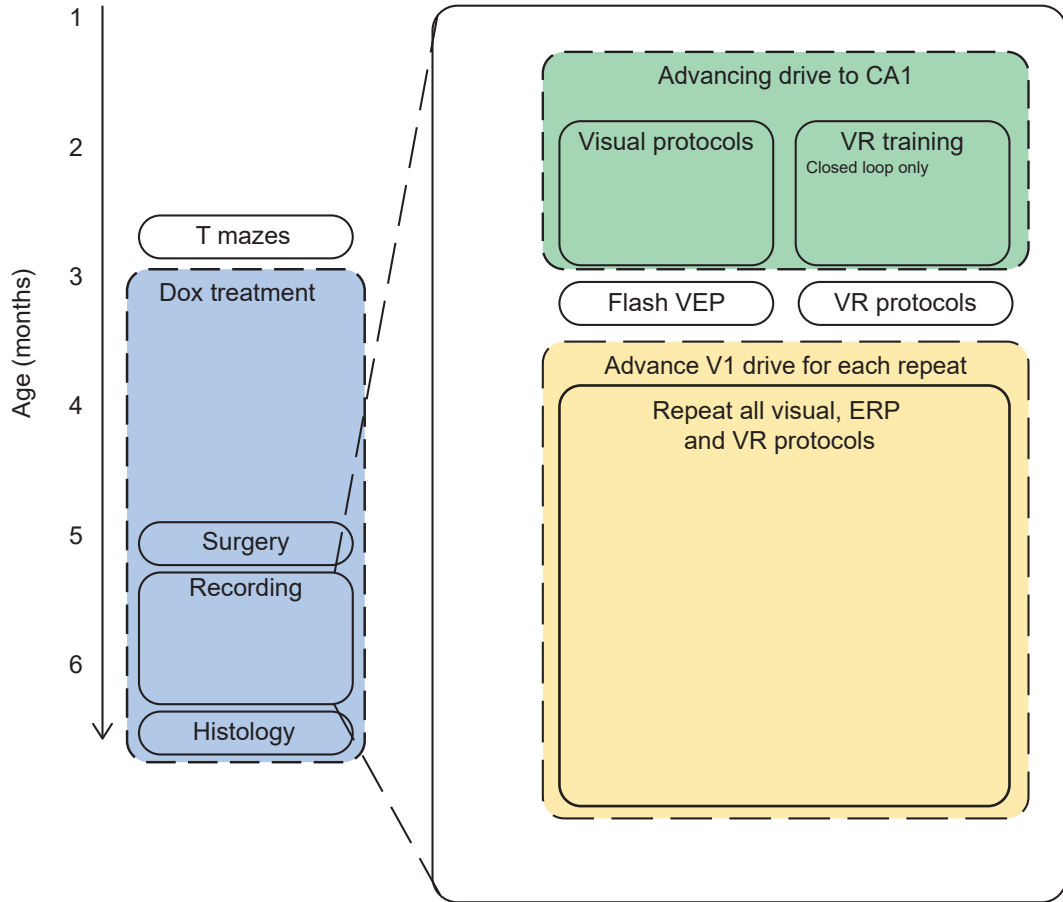 Age (months)
1
2
3
4
5
6
T mazes
Dox treatment
Surgery
Recording
Histology
Advancing drive to CA1
Visual protocols
VR training
Closed loop only
Flash VEP
VR protocols
Advance V1 drive for each repeat
Repeat all visual, ERP
and VR protocols